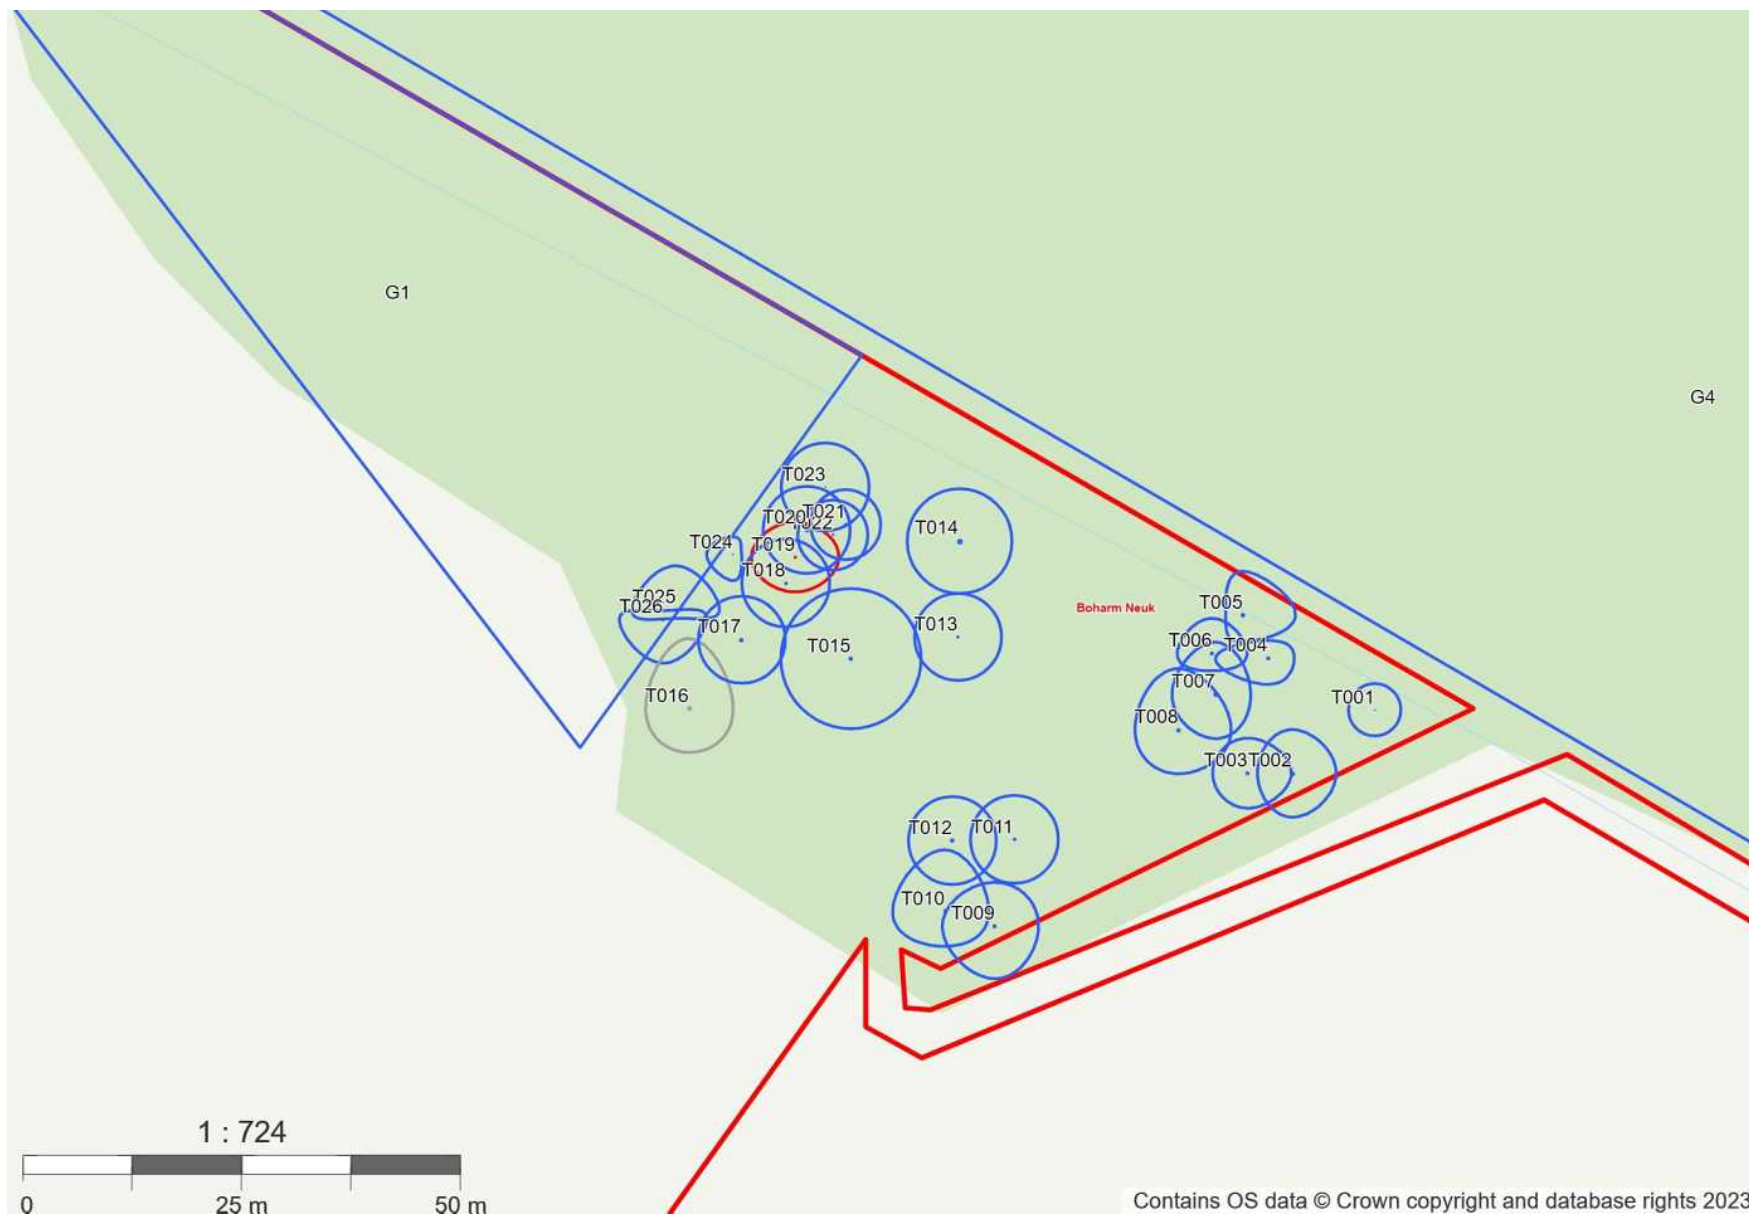 G1
G4
T023
T020
T021
T022
T014
T024
T019
T018
T025
T026
T017
T013
T015
T016
Boharm Neuk
T005
T006
T004
T007
T001
T008
T003
T002
T012
T011
T010
T009
1 : 724
0
25 m
50 m
Contains OS data © Crown copyright and database rights 2023